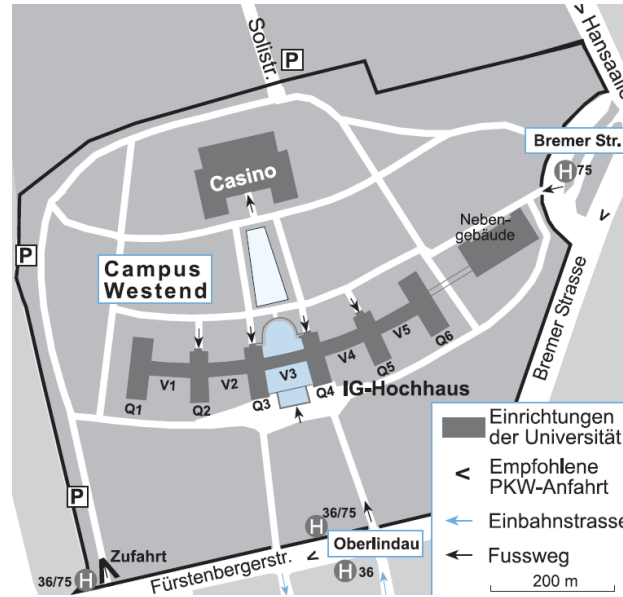 P
Solistr.
P
Hansaalle
Bremer Str.
H 75
Casino
Neben-
gebäude
P
Campus
Westend
Bremer Strasse
V1
V2
V3
V4
V5
Q1
Q2
Q3
Q4
Q5
Q6
IG-Hochhaus
P
Einrichtungen
der Universität
Empfohlene
PKW-Anfahrt
Einbahnstrasse
Fussweg
200 m
36/75
H
Oberlindau
H 36
Zufahrt
36/75 H
Fürstenbergerstr.